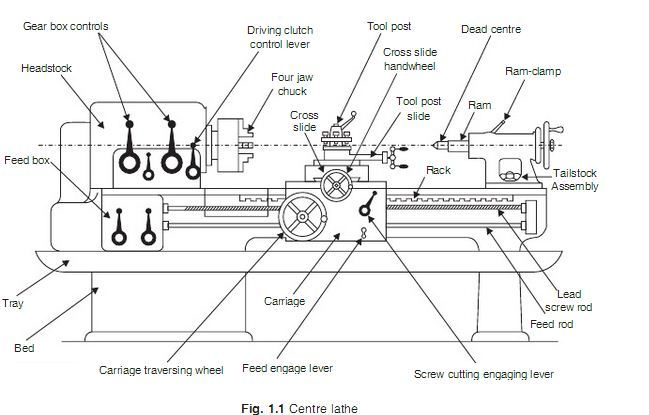 Gear box controls
Driving clutch
control lever
Tool post
Dead centre
Cross slide
handwheel
Headstock
Four jaw
chuck
Ram-clamp
Tool post
slide
Ram
Cross
slide
Feed box
Rack
Tailstock
Assembly
Tray
Carriage
Lead
screw rod
Feed rod
Bed
Carriage traversing wheel
Feed engage lever
Screw cutting engaging lever
Fig. 1.1 Centre lathe